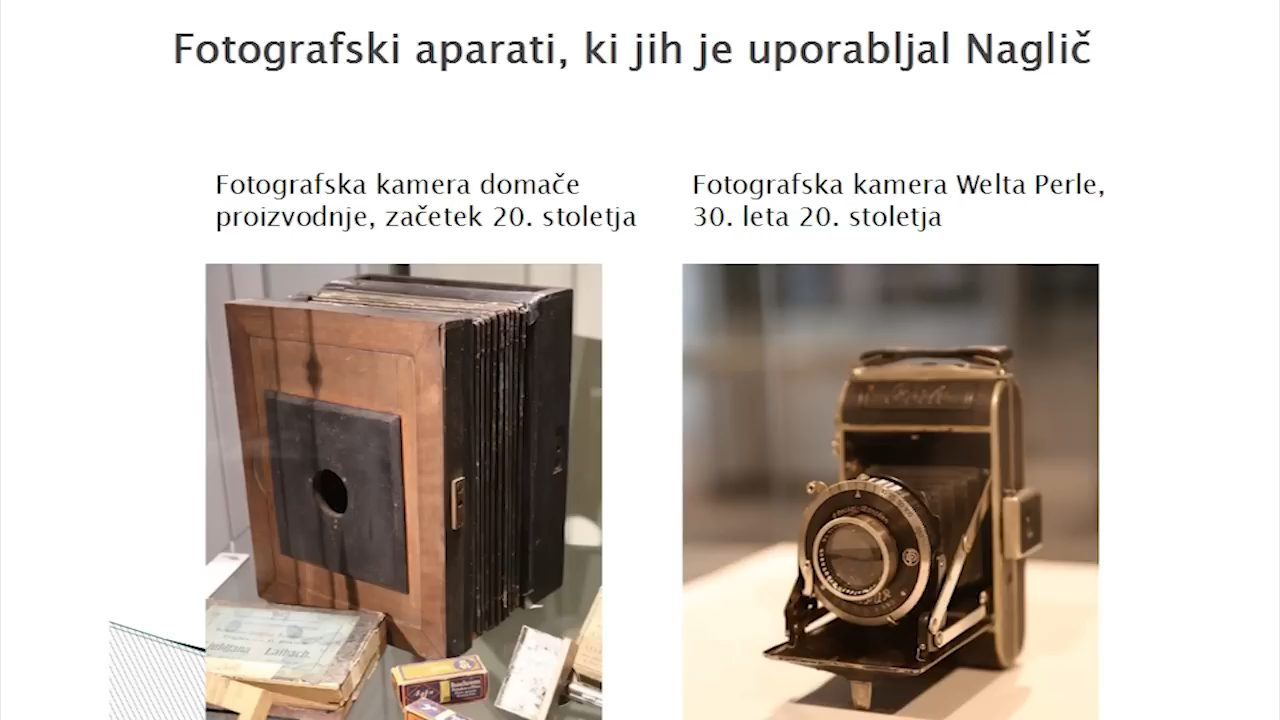 Fotografski aparati, ki jih je uporabljal Naglič
Fotografska kamera domače
proizvodnje, začetek 20. stoletja
Fotografska kamera Welta Perle,
30. leta 20. stoletja
Laibach.